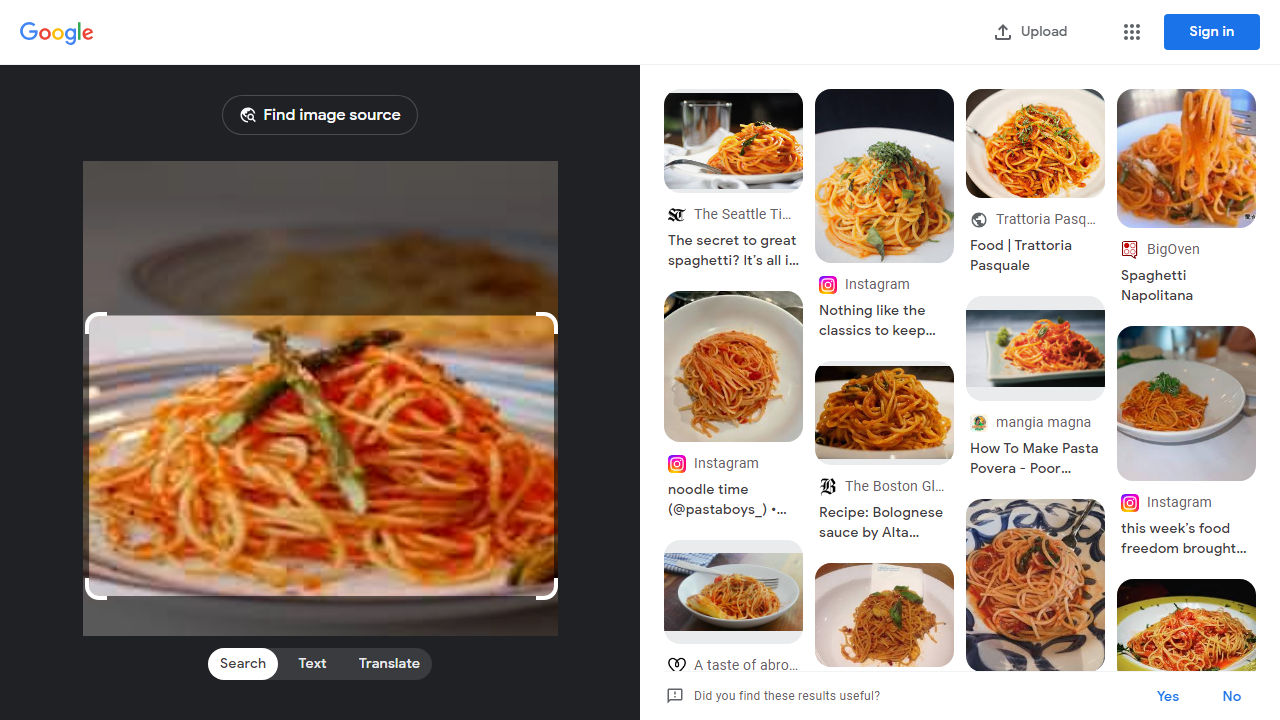 Google
Upload
Sign in
Find image source
Search
Text
Translate
The Seattle Ti...
The secret to great
spaghetti? It's all i...
Instagram
noodle time
(@pastaboys_) •...
A taste of abro...
Instagram
Nothing like the
classics to keep...
The Boston Gl...
Recipe: Bolognese
sauce by Alta...
Trattoria Pasq...
Food | Trattoria
Pasquale
mangia magna
How To Make Pasta
Povera - Poor...
BigOven
Spaghetti
Napolitana
Instagram
this week's food
freedom brought...
Did you find these results useful?
Yes
No